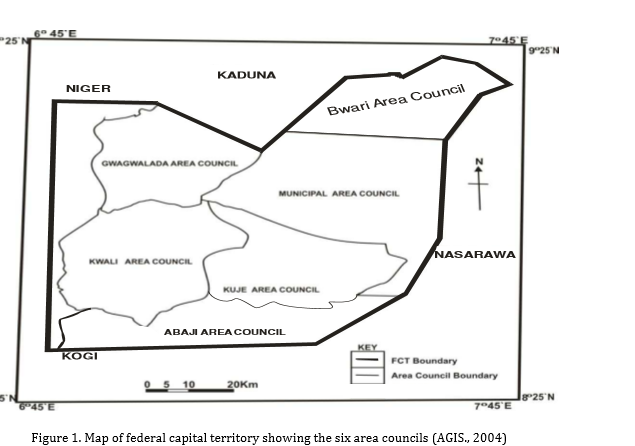 6° 45'E
7°45'E
25'N
9°25'N
KADUNA
NIGER
Bwari Area Council
GWAGWALADA AREA COUNCIL
N
MUNICIPAL AREA COUNCIL
NASARAWA
KWALI AREA COUNCIL
KUJE AREA COUNCIL
ABAJI AREA COUNCIL
KOGI
KEY
FCT Boundary
Area Council Boundary
0 5 10 20Km
5'N
8°25'N
6°45'E
7°45'E
Figure 1. Map of federal capital territory showing the six area councils (AGIS., 2004)